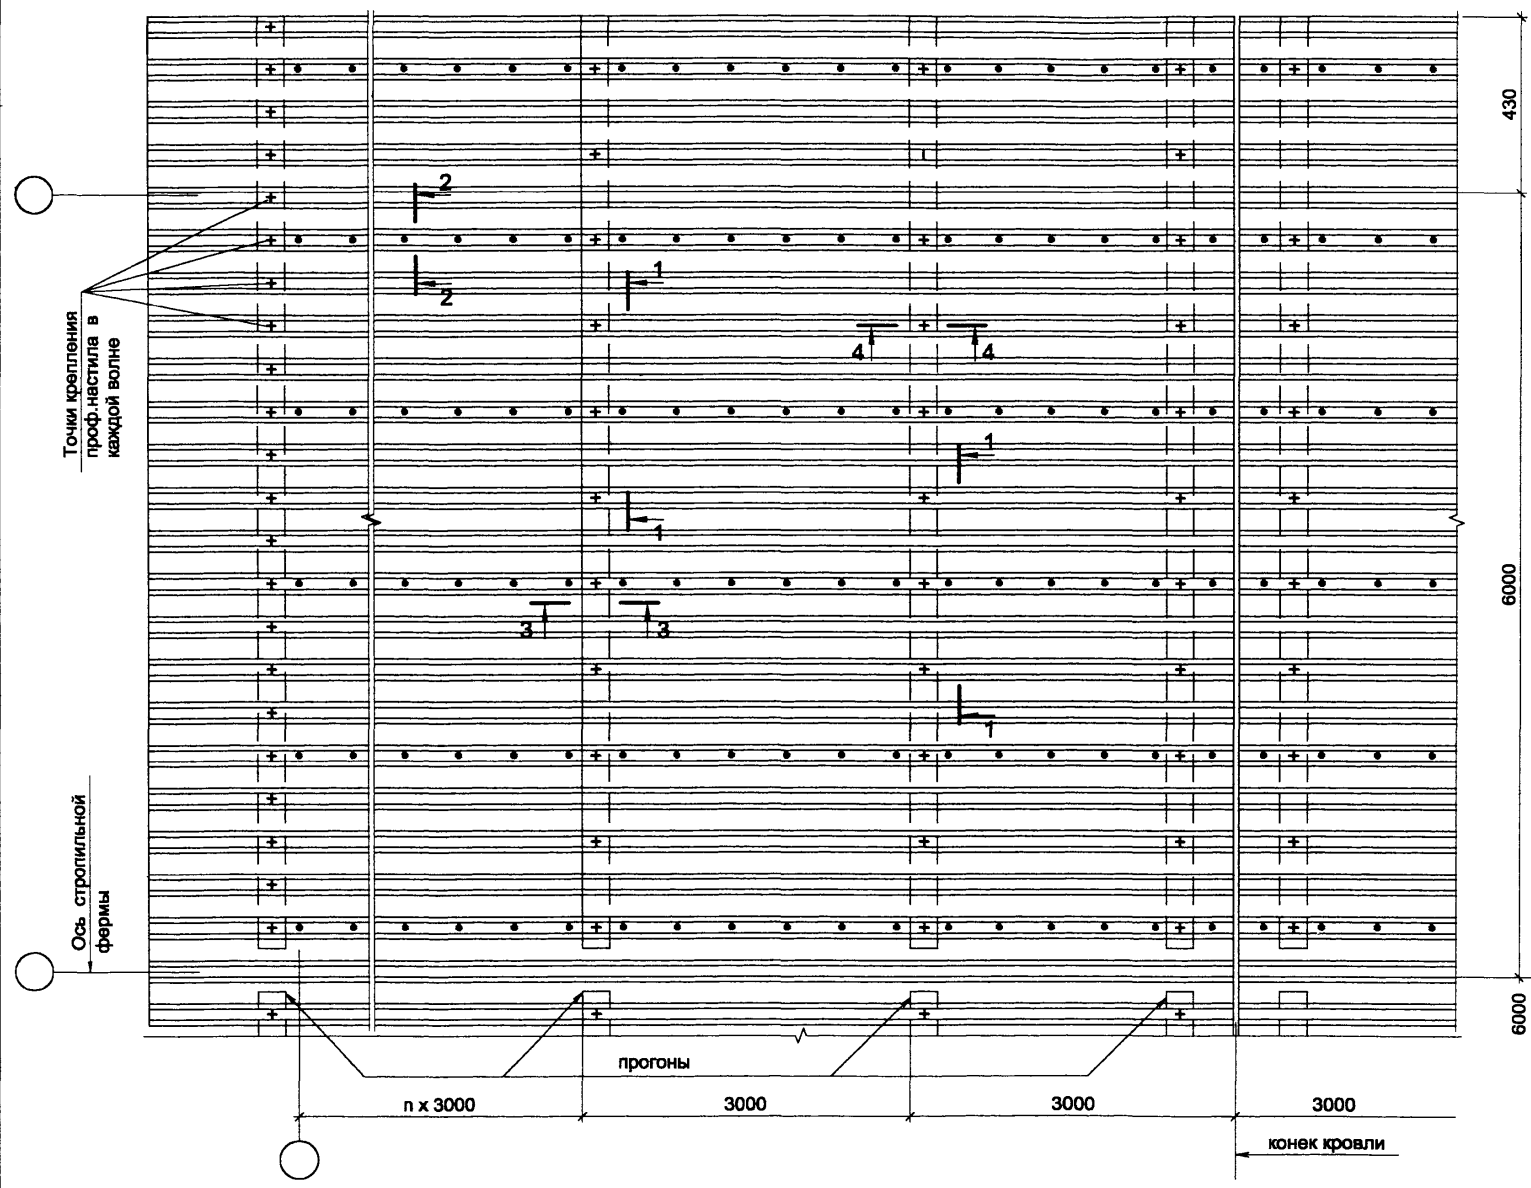 430
2
2
1
4
4
Точки крепления
проф.настила в
каждой волне
1
1
6000
3
3
1
Ось стропильной
фермы
6000
прогоны
n x 3000
3000
3000
3000
конек кровли